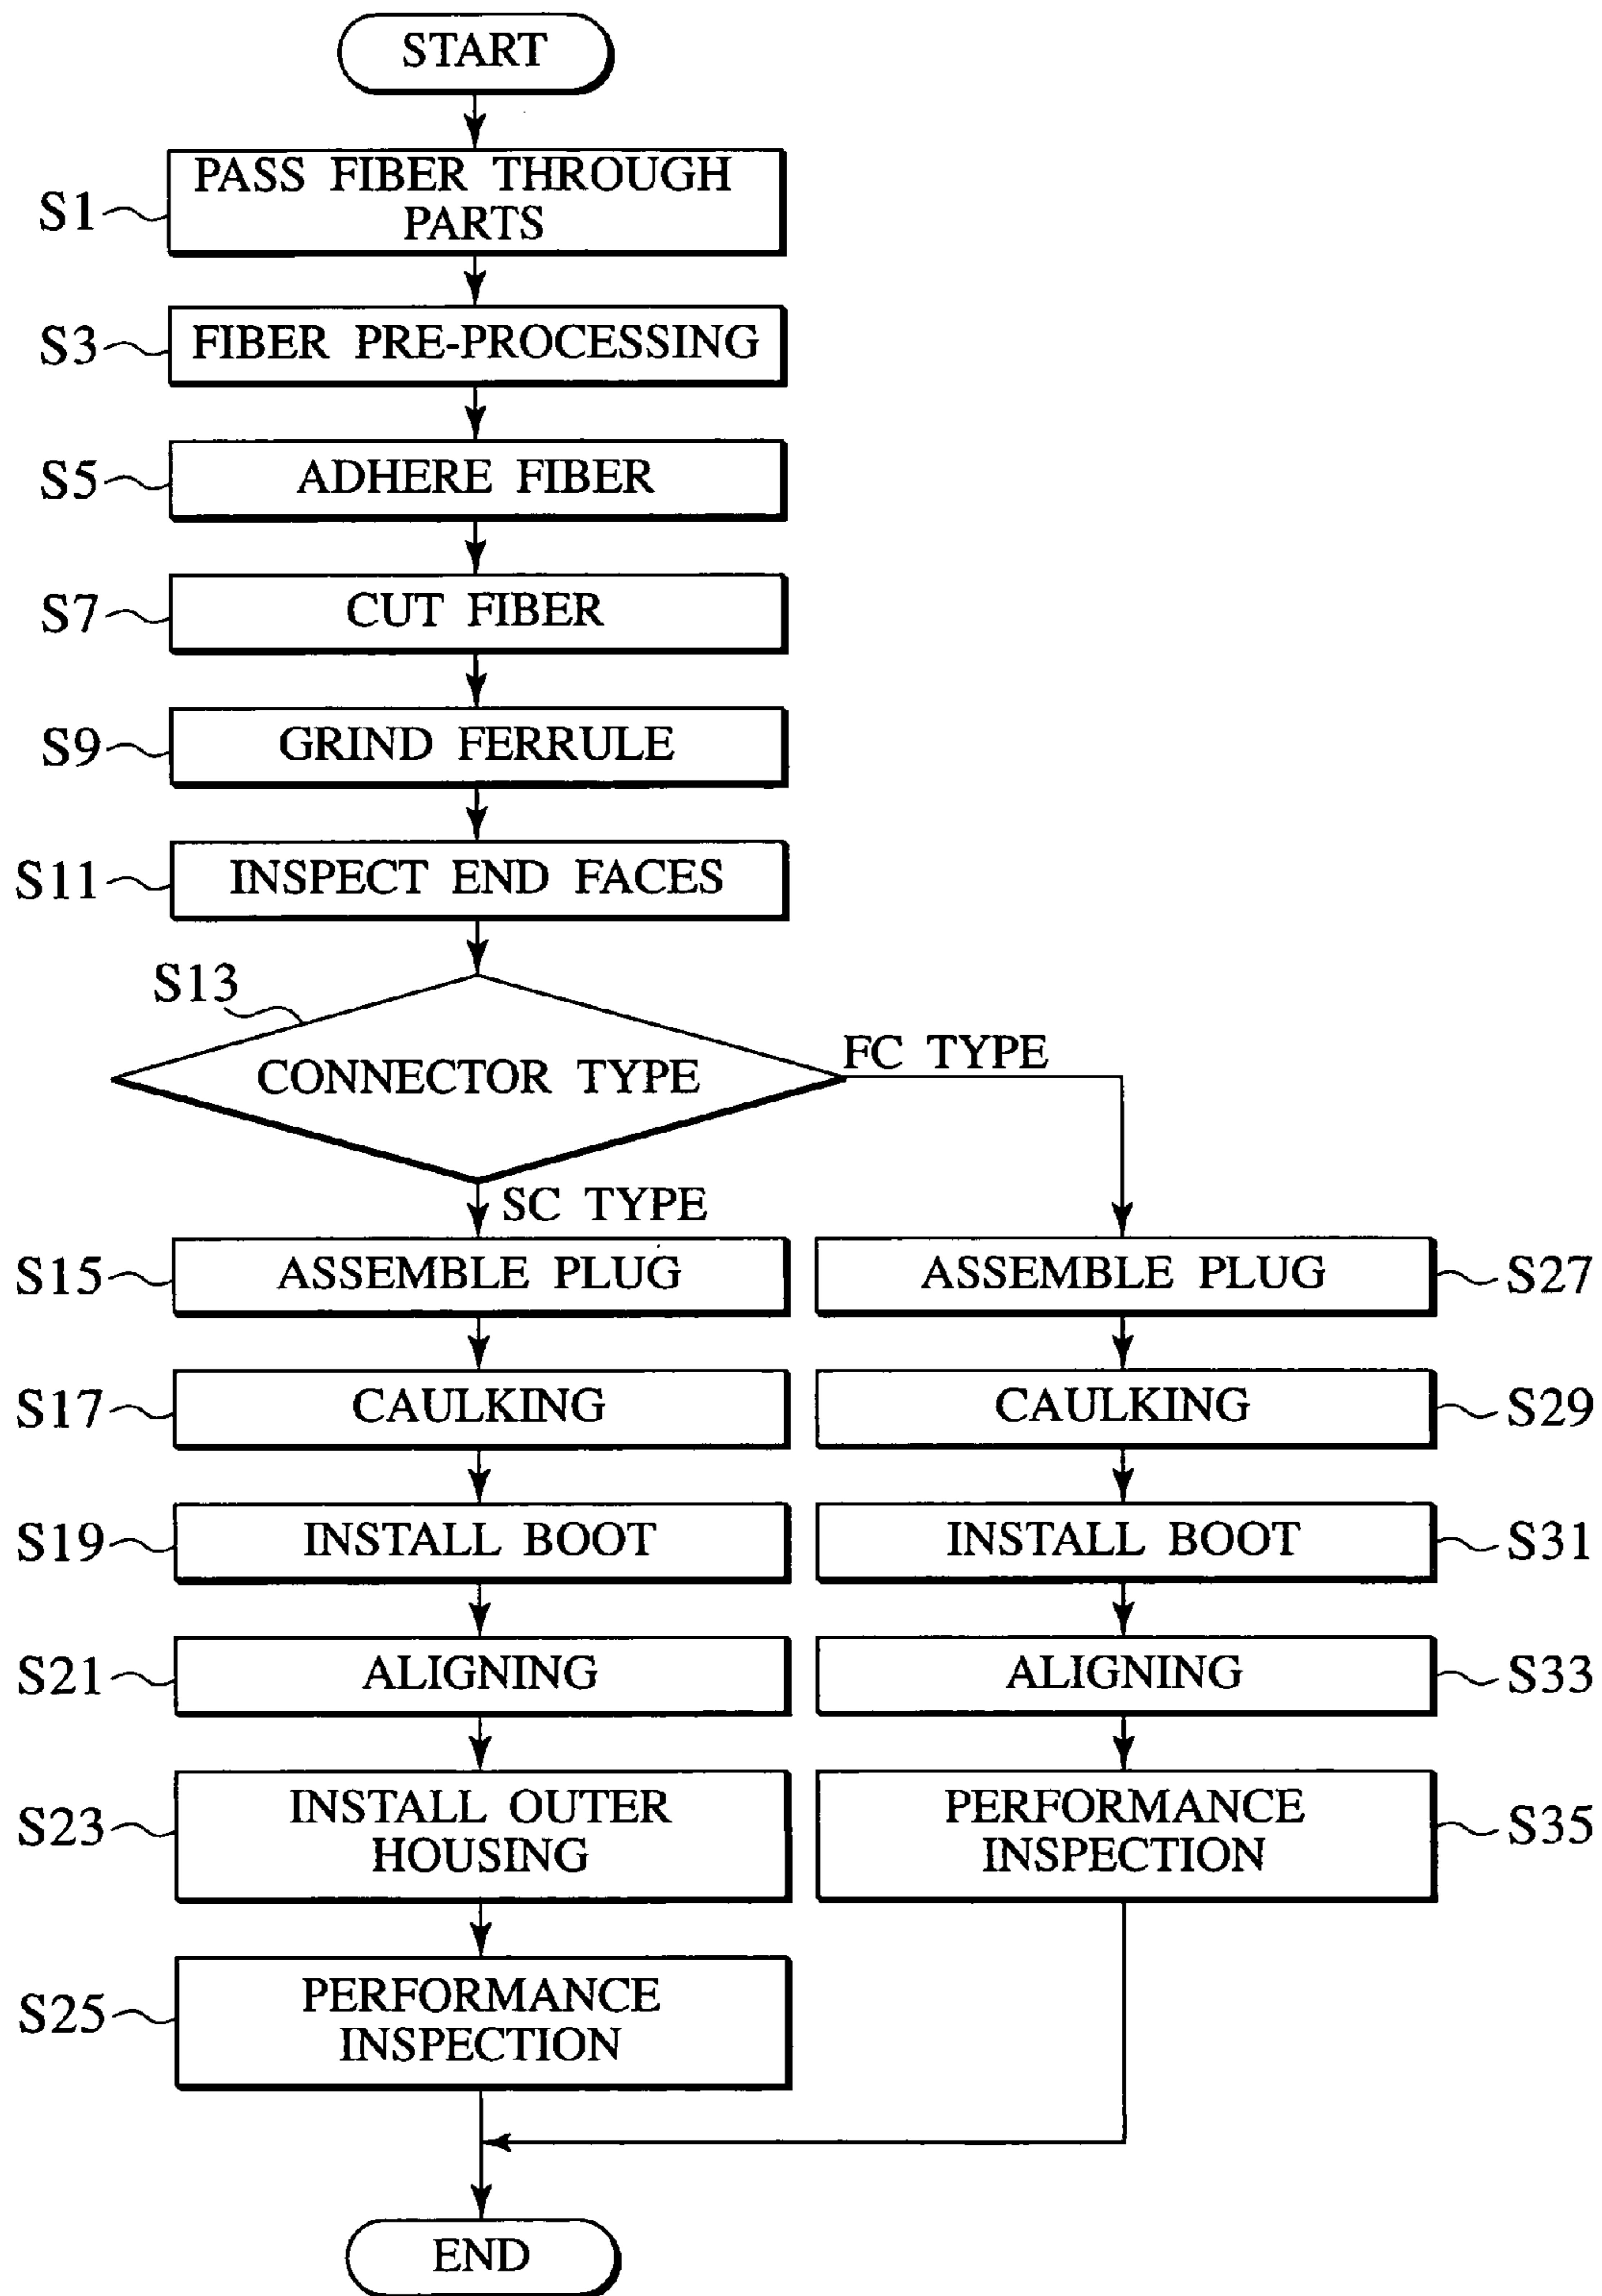 START
PASS FIBER THROUGH
PARTS
S1
S3
FIBER PRE-PROCESSING
S5
ADHERE FIBER
S7
CUT FIBER
S9
GRIND FERRULE
S11
INSPECT END FACES
S13
CONNECTOR TYPE
FC TYPE
SC TYPE
S15
ASSEMBLE PLUG
ASSEMBLE PLUG
S27
S17
CAULKING
CAULKING
S29
S19
INSTALL BOOT
INSTALL BOOT
S31
S21
ALIGNING
ALIGNING
S33
S23
INSTALL OUTER
HOUSING
PERFORMANCE
INSPECTION
S35
S25
PERFORMANCE
INSPECTION
END